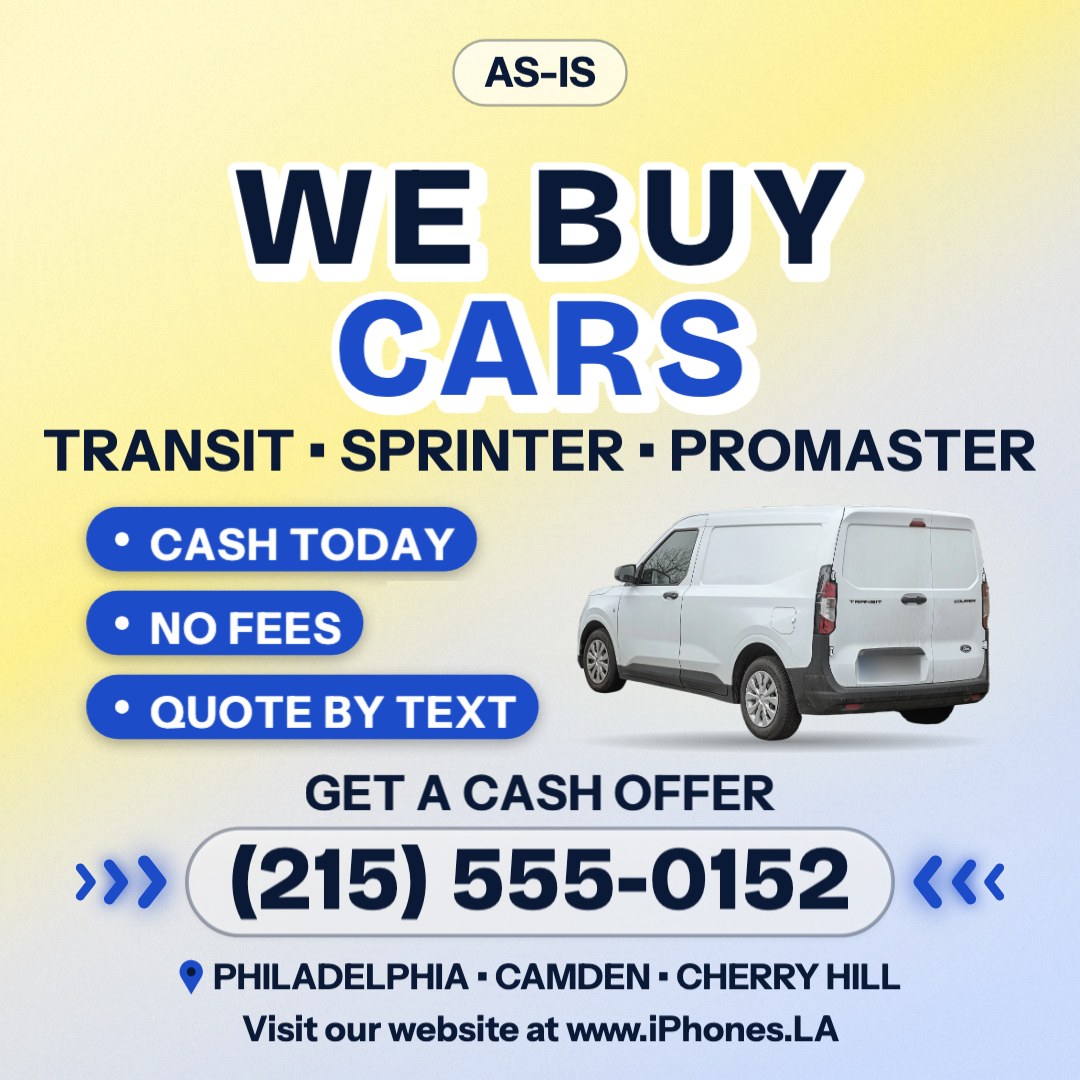 AS-IS
WE BUY
CARS
TRANSIT ▪ SPRINTER ▪ PROMASTER
• CASH TODAY
• NO FEES
• QUOTE BY TEXT
TRANSIT
Ford
GET A CASH OFFER
(215) 555-0152
PHILADELPHIA ▪ CAMDEN ▪ CHERRY HILL
Visit our website at www.iPhones.LA